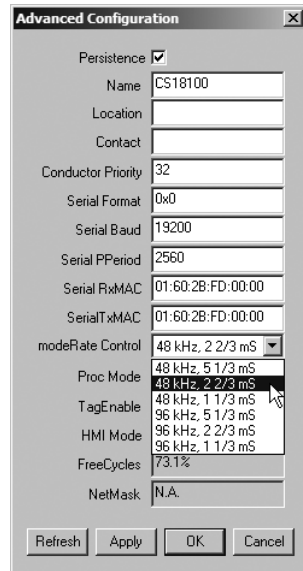 Advanced Configuration
Persistence
Name CS18100
Location
Contact
Conductor Priority 32
Serial Format 0x0
Serial Baud 19200
Serial PPeriod 2560
Serial RxMAC 01:60:2B:FD:00:00
SerialTxMAC 01:60:2B:FD:00:00
modeRate Control 48 kHz, 2 2/3 mS
48 kHz, 5 1/3 mS
Proc Mode 48 kHz, 2 2/3 mS
48 kHz, 1 1/3 mS
TagEnable 96 kHz, 5 1/3 mS
96 kHz, 2 2/3 mS
HMI Mode 96 kHz, 1 1/3 mS
FreeCycles 73.1%
NetMask N.A.
Refresh Apply OK Cancel